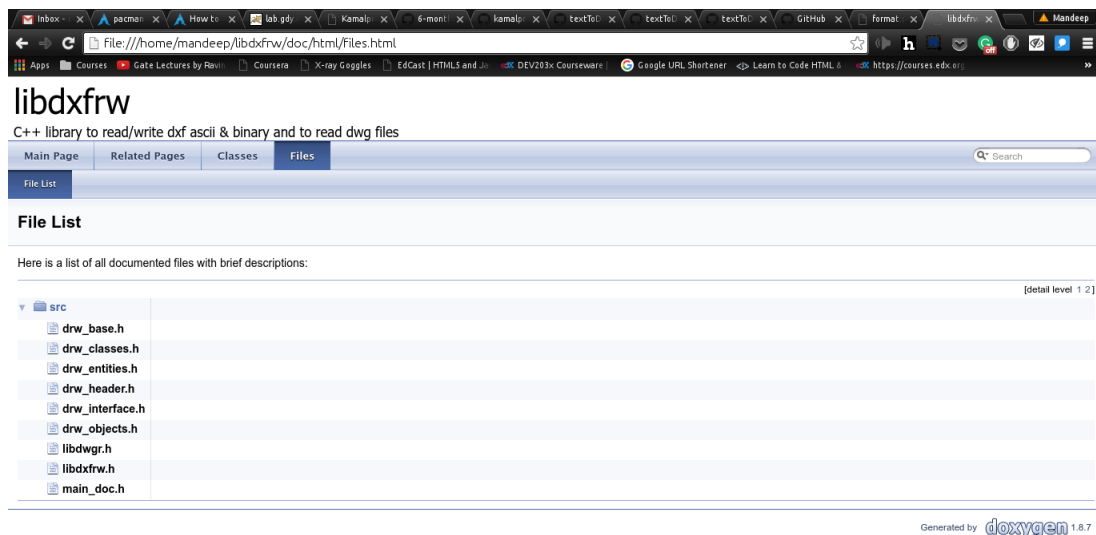 Inbox - pacman How to lab.gdy Kamalp 6-mont kamalp textToD textToD textToD GitHub format libdxfrw Mandeep
file:///home/mandeep/libdxfrw/doc/html/files.html
Apps Courses Gate Lectures by Ravin Coursera X-ray Goggles EdCast | HTML5 and Ja DEV203x Courseware | Google URL Shortener Learn to Code HTML & https://courses.edx.org »
libdxfrw
C++ library to read/write dxf ascii & binary and to read dwg files
Main Page Related Pages Classes Files Search
File List
File List
Here is a list of all documented files with brief descriptions:
[detail level 1 2]
src
drw_base.h
drw_classes.h
drw_entities.h
drw_header.h
drw_interface.h
drw_objects.h
libdwgr.h
libdxfrw.h
main_doc.h
Generated by doxygen 1.8.7